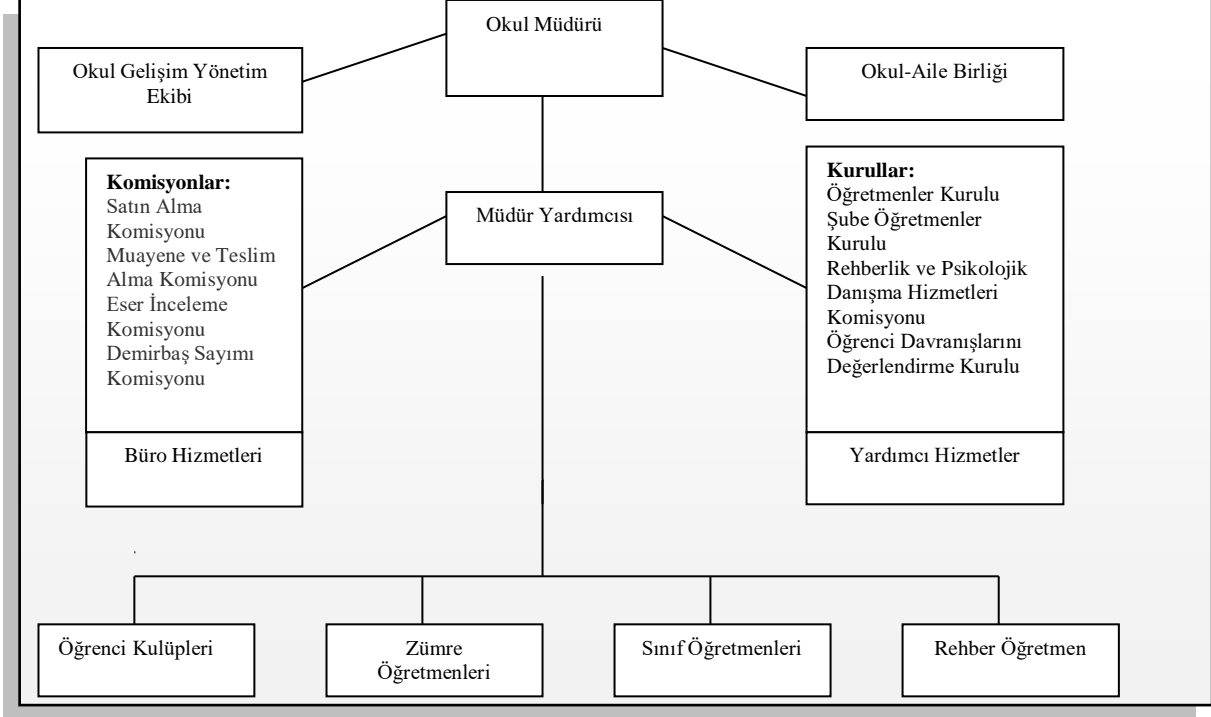 Okul Müdürü
Okul Gelişim Yönetim
Ekibi
Okul-Aile Birliği
Komisyonlar:
Satın Alma
Komisyonu
Muayene ve Teslim
Alma Komisyonu
Eser İnceleme
Komisyonu
Demirbaş Sayımı
Komisyonu
Müdür Yardımcısı
Kurullar:
Öğretmenler Kurulu
Şube Öğretmenler
Kurulu
Rehberlik ve Psikolojik
Danışma Hizmetleri
Komisyonu
Öğrenci Davranışlarını
Değerlendirme Kurulu
Büro Hizmetleri
Yardımcı Hizmetler
Öğrenci Kulüpleri
Zümre
Öğretmenleri
Sınıf Öğretmenleri
Rehber Öğretmen